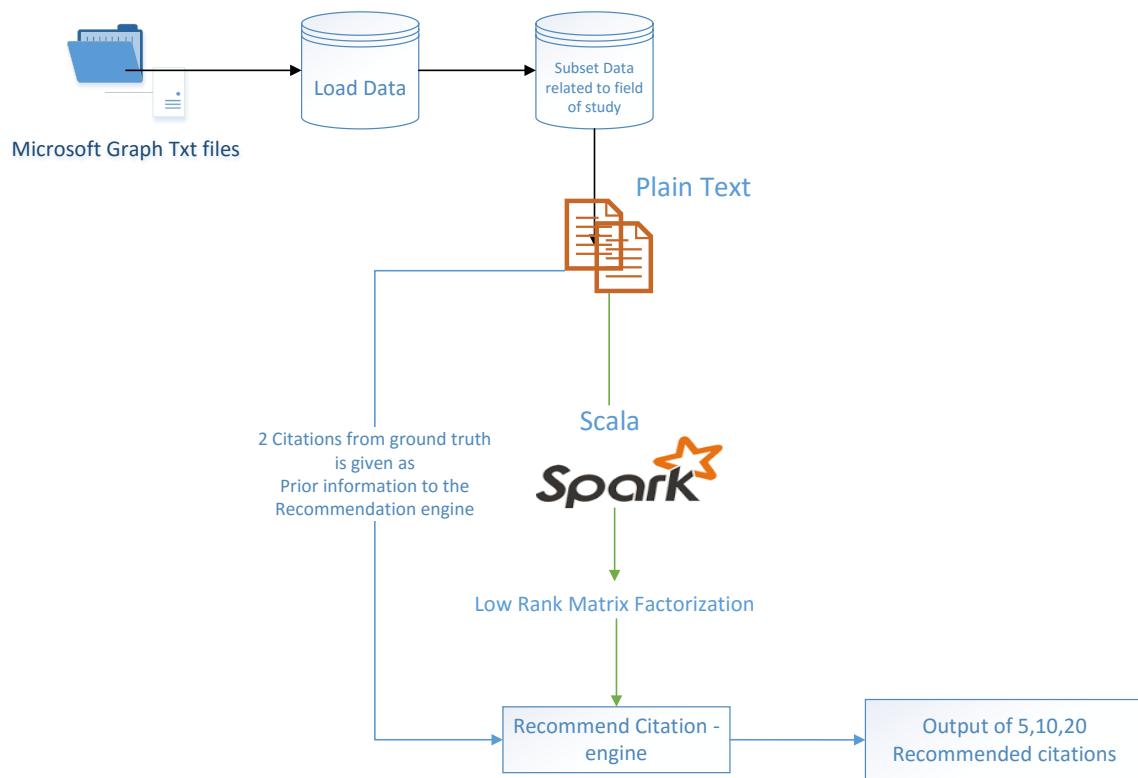 Microsoft Graph Txt files
Load Data
Subset Data
related to field
of study
Plain Text
2 Citations from ground truth
is given as
Prior information to the
Recommendation engine
Scala
Spark
Low Rank Matrix Factorization
Recommend Citation -
engine
Output of 5,10,20
Recommended citations